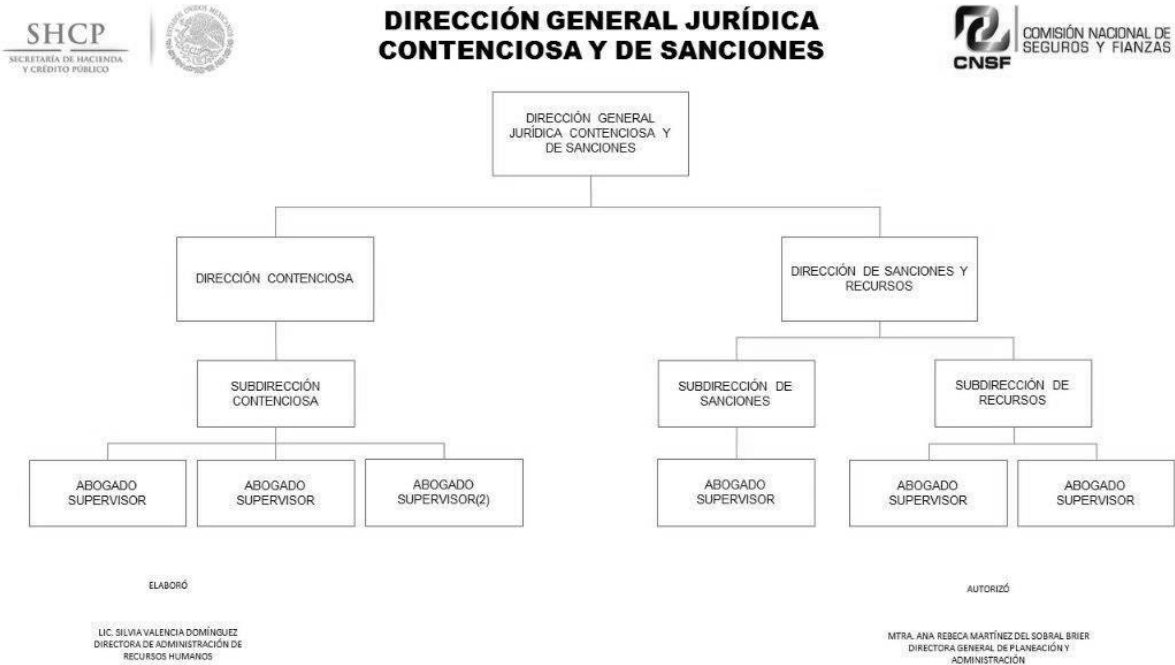 SHCP
SECRETARÍA DE HACIENDA
Y CRÉDITO PÚBLICO
ESTADOS UNIDOS MEXICANOS
DIRECCIÓN GENERAL JURÍDICA
CONTENCIOSA Y DE SANCIONES
CNSF
COMISIÓN NACIONAL DE
SEGUROS Y FIANZAS
DIRECCIÓN GENERAL
JURÍDICA CONTENCIOSA Y
DE SANCIONES
DIRECCIÓN CONTENCIOSA
DIRECCIÓN DE SANCIONES Y
RECURSOS
SUBDIRECCIÓN
CONTENCIOSA
SUBDIRECCIÓN DE
SANCIONES
SUBDIRECCIÓN DE
RECURSOS
ABOGADO
SUPERVISOR
ABOGADO
SUPERVISOR
ABOGADO
SUPERVISOR(2)
ABOGADO
SUPERVISOR
ABOGADO
SUPERVISOR
ABOGADO
SUPERVISOR
ELABORÓ
LIC. SILVIA VALENCIA DOMÍNGUEZ
DIRECTORA DE ADMINISTRACIÓN DE
RECURSOS HUMANOS
AUTORIZÓ
MTRA. ANA REBECA MARTÍNEZ DEL SOBRAL BRIER
DIRECTORA GENERAL DE PLANEACIÓN Y
ADMINISTRACIÓN